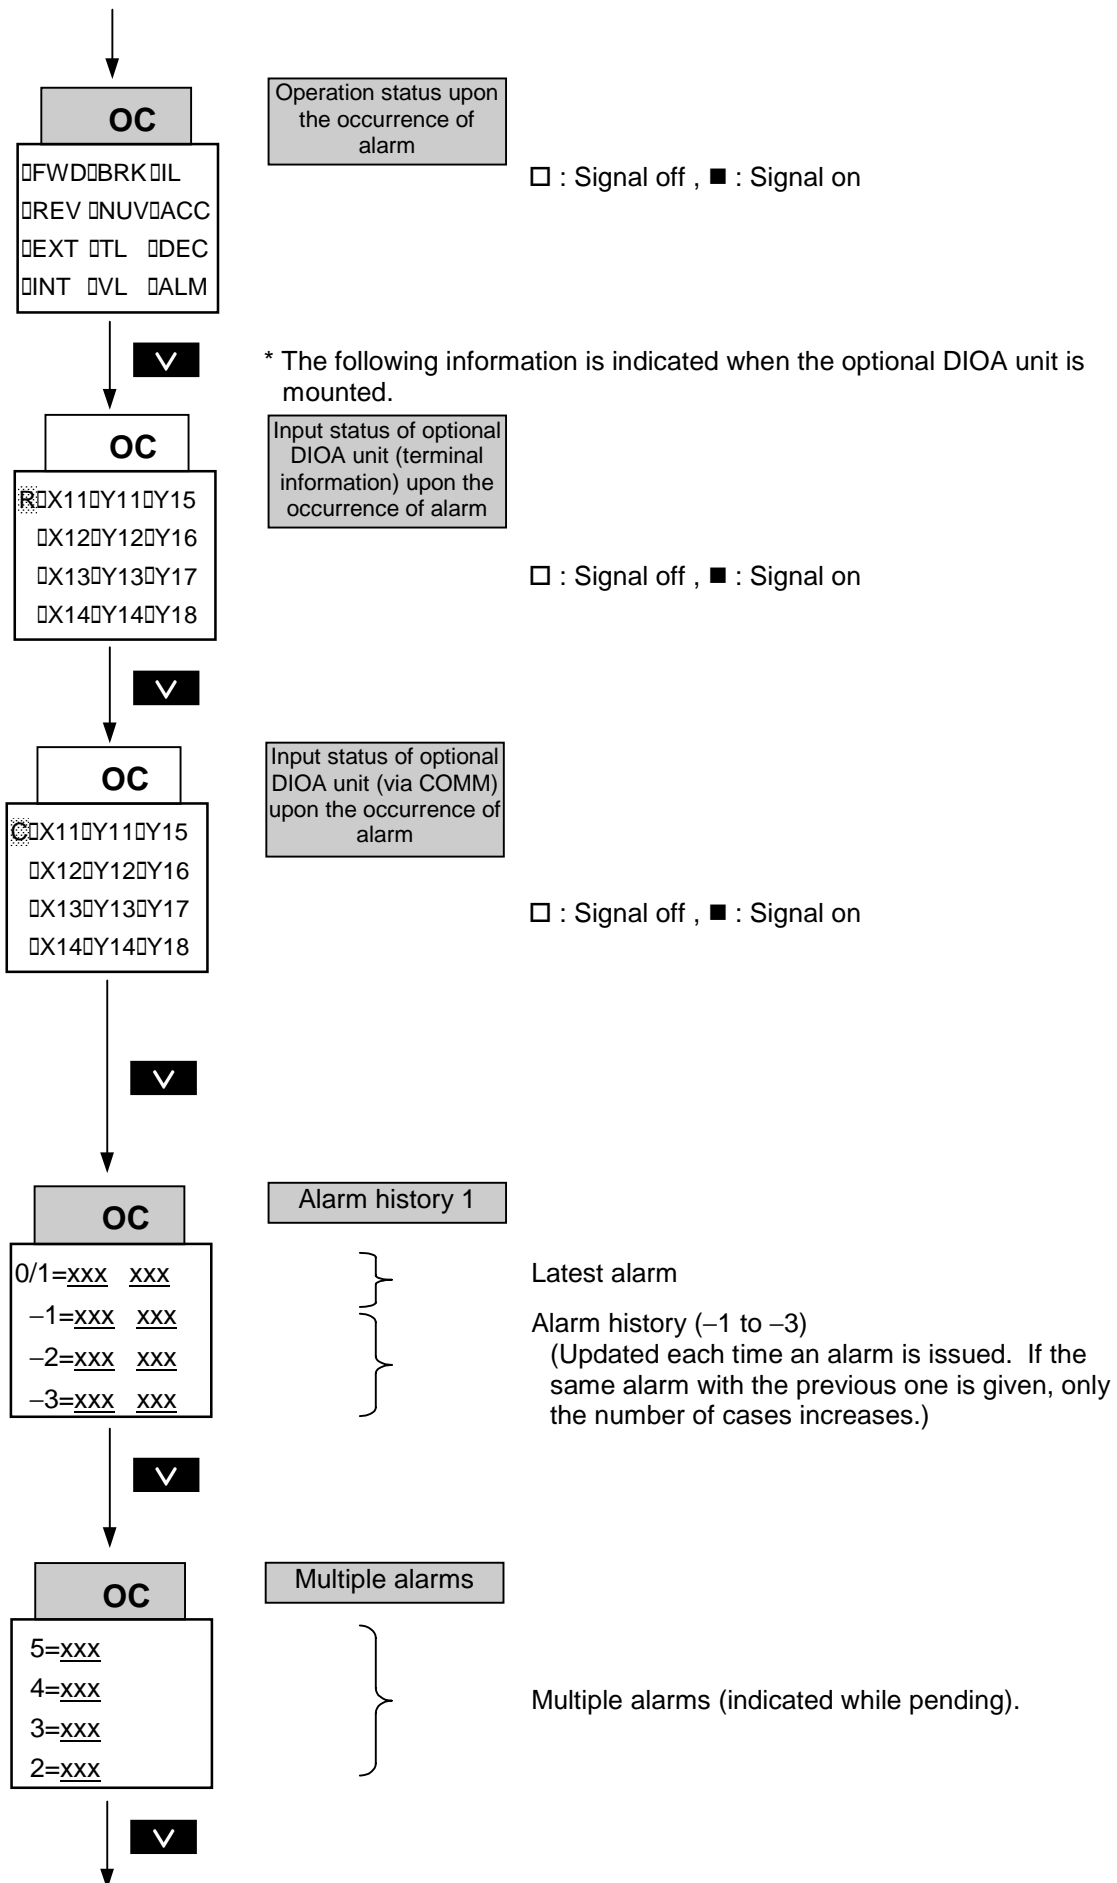 OC
Operation status upon
the occurrence of
alarm
▯FWD▯BRK▯IL
▯REV ▯NUV▯ACC
▯EXT ▯TL ▯DEC
▯INT ▯VL ▯ALM
□ : Signal off , ■ : Signal on
∨
* The following information is indicated when the optional DIOA unit is
mounted.
OC
Input status of optional
DIOA unit (terminal
information) upon the
occurrence of alarm
R▯X11▯Y11▯Y15
▯X12▯Y12▯Y16
▯X13▯Y13▯Y17
▯X14▯Y14▯Y18
□ : Signal off , ■ : Signal on
∨
OC
Input status of optional
DIOA unit (via COMM)
upon the occurrence of
alarm
C▯X11▯Y11▯Y15
▯X12▯Y12▯Y16
▯X13▯Y13▯Y17
▯X14▯Y14▯Y18
□ : Signal off , ■ : Signal on
∨
OC
Alarm history 1
0/1=xxx xxx
−1=xxx xxx
−2=xxx xxx
−3=xxx xxx
Latest alarm
Alarm history (−1 to −3)
(Updated each time an alarm is issued. If the
same alarm with the previous one is given, only
the number of cases increases.)
∨
OC
Multiple alarms
5=xxx
4=xxx
3=xxx
2=xxx
Multiple alarms (indicated while pending).
∨